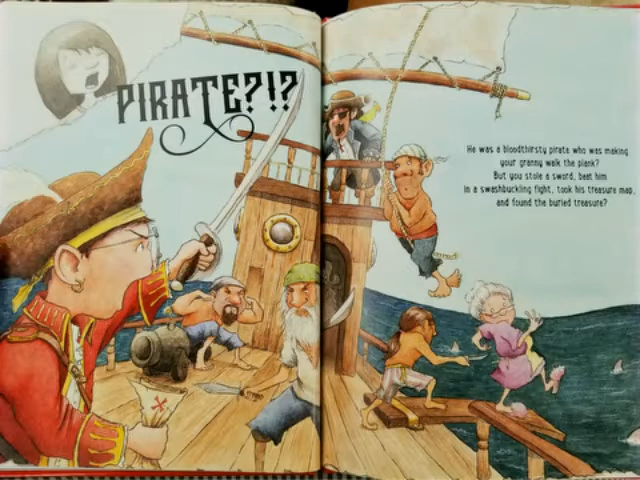 PIRATE?!?
He was a bloodthirsty pirate who was making
your granny walk the plank?
But you stole a sword, beat him
in a swashbuckling fight, took his treasure map,
and found the buried treasure?